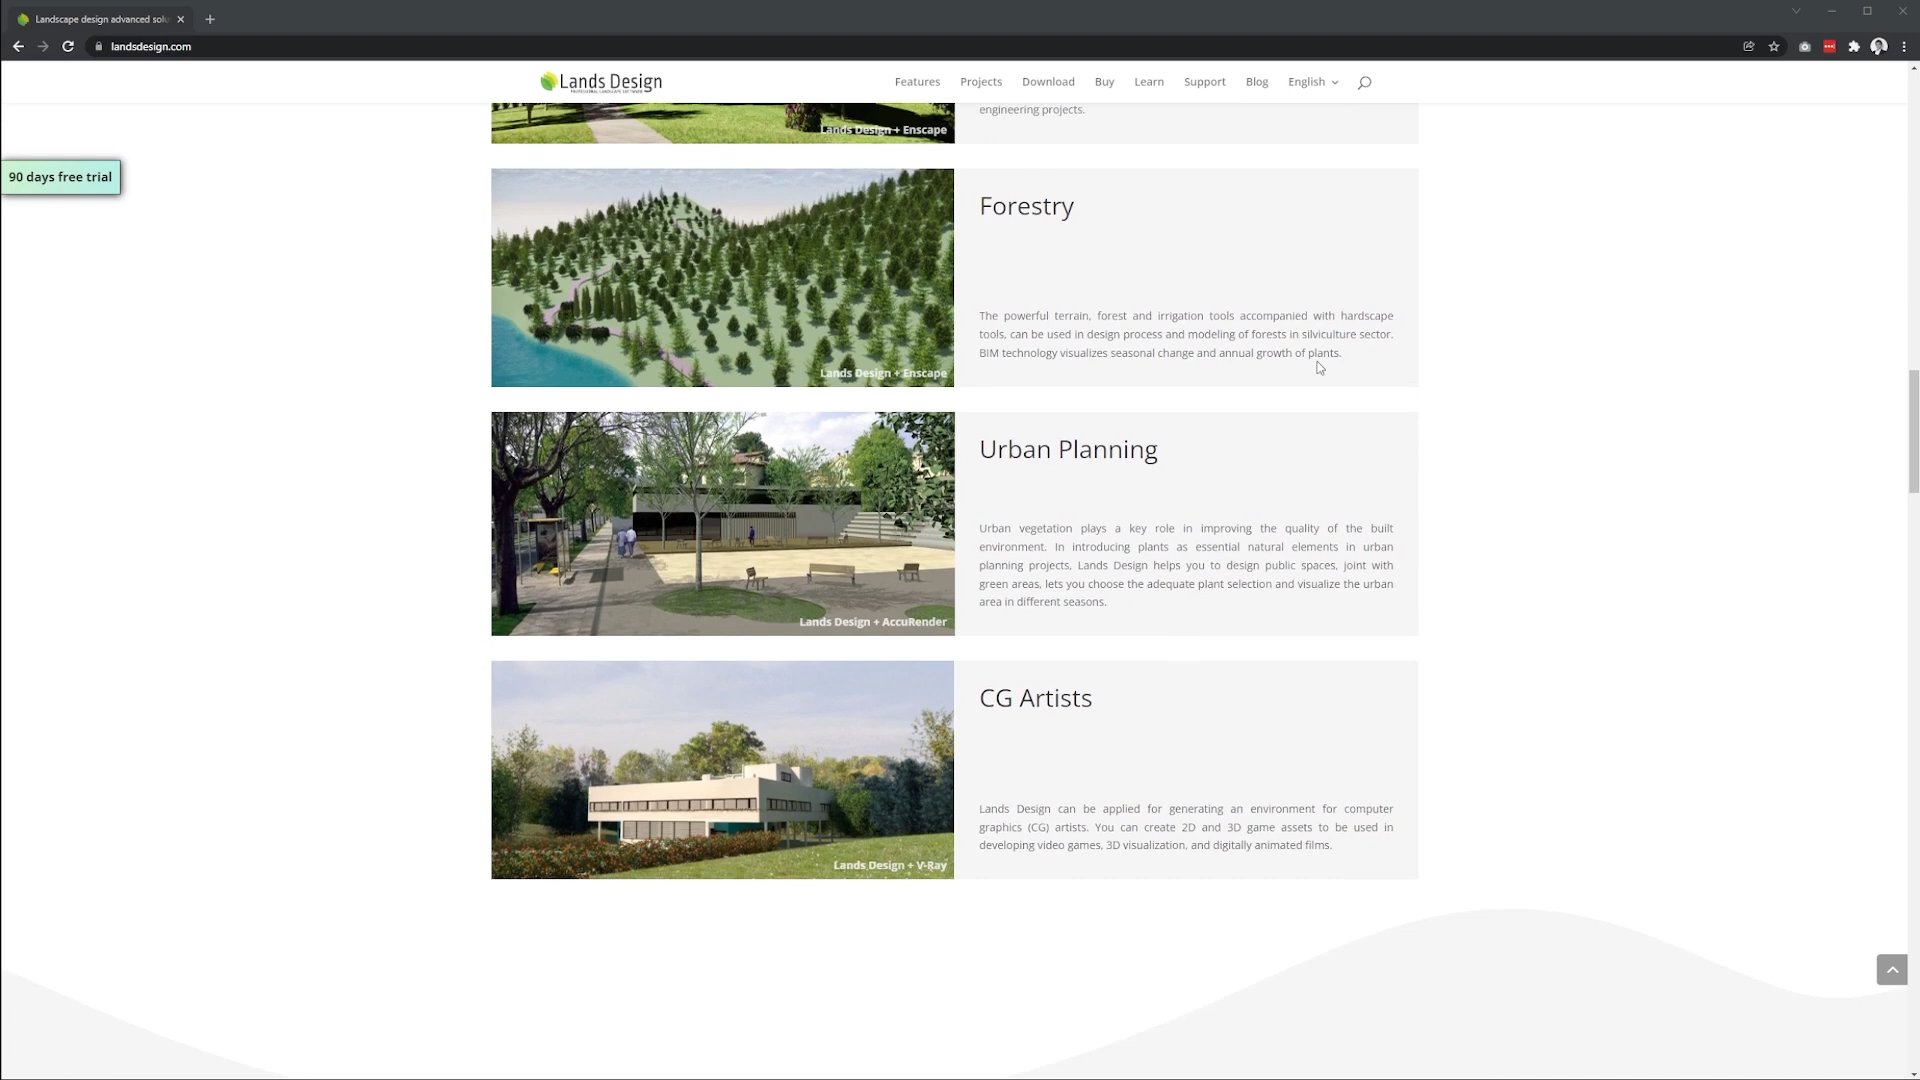 Landscape design advanced solu
landsdesign.com
Lands Design
PROFESSIONAL LANDSCAPE SOFTWARE
Features
Projects
Download
Buy
Learn
Support
Blog
English
Lands Design + Enscape
engineering projects.
90 days free trial
Forestry
The powerful terrain, forest and irrigation tools accompanied with hardscape
tools, can be used in design process and modeling of forests in silviculture sector.
BIM technology visualizes seasonal change and annual growth of plants.
Lands Design + Enscape
Urban Planning
Urban vegetation plays a key role in improving the quality of the built
environment. In introducing plants as essential natural elements in urban
planning projects, Lands Design helps you to design public spaces, joint with
green areas, lets you choose the adequate plant selection and visualize the urban
area in different seasons.
Lands Design + AccuRender
CG Artists
Lands Design can be applied for generating an environment for computer
graphics (CG) artists. You can create 2D and 3D game assets to be used in
developing video games, 3D visualization, and digitally animated films.
Lands Design + V-Ray